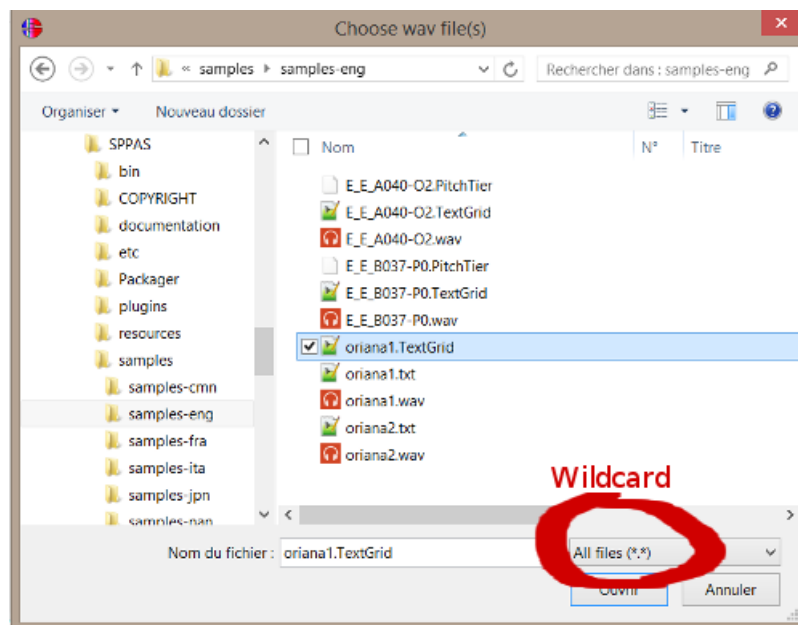 Choose wav file(s)
« samples samples-eng
Rechercher dans : samples-eng
Organiser Nouveau dossier
SPPAS
bin
COPYRIGHT
documentation
etc
Packager
plugins
resources
samples
samples-cmn
samples-eng
samples-fra
samples-ita
samples-jpn
samples-pan
Nom N° Titre
E_E_A040-O2.PitchTier
E_E_A040-O2.TextGrid
E_E_A040-O2.wav
E_E_B037-P0.PitchTier
E_E_B037-P0.TextGrid
E_E_B037-P0.wav
oriana1.TextGrid
oriana1.txt
oriana1.wav
oriana2.txt
oriana2.wav
Wildcard
Nom du fichier : oriana1.TextGrid All files (*.*)
Ouvrir Annuler